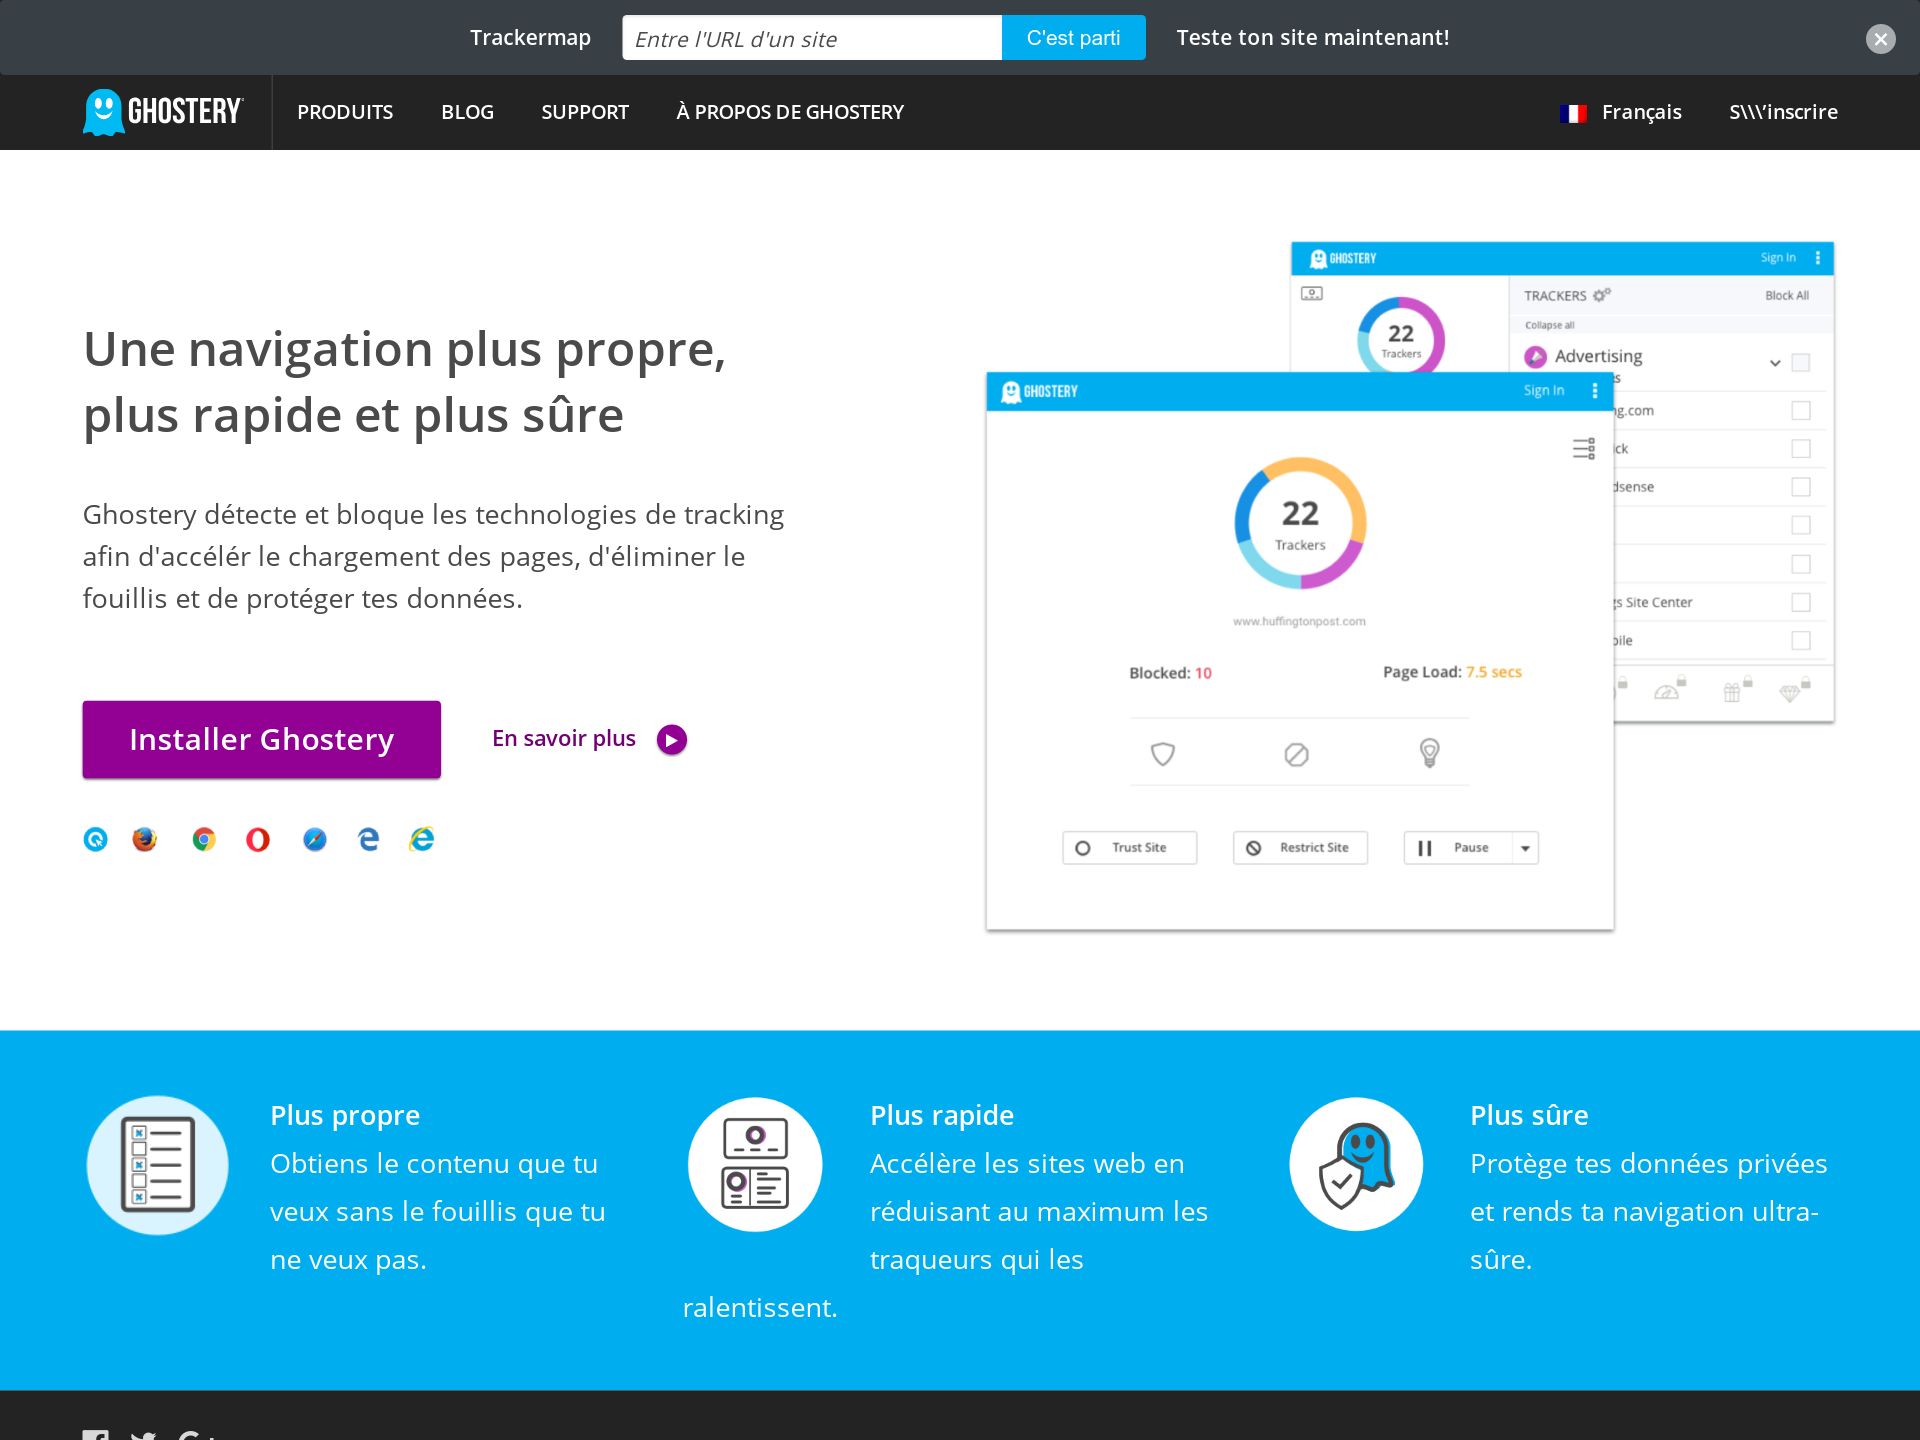 Trackermap
Entre l'URL d'un site
C'est parti
Teste ton site maintenant!
GHOSTERY
PRODUITS
BLOG
SUPPORT
À PROPOS DE GHOSTERY
Français
S\\\’inscrire
Une navigation plus propre,
plus rapide et plus sûre
Ghostery détecte et bloque les technologies de tracking
afin d'accélér le chargement des pages, d'éliminer le
fouillis et de protéger tes données.
Installer Ghostery
En savoir plus
GHOSTERY
Sign In
22
Trackers
TRACKERS
Block All
Collapse all
Advertising
ng.com
ick
dsense
gs Site Center
bile
GHOSTERY
Sign In
22
Trackers
www.huffingtonpost.com
Blocked: 10
Page Load: 7.5 secs
Trust Site
Restrict Site
Pause
Plus propre
Obtiens le contenu que tu
veux sans le fouillis que tu
ne veux pas.
Plus rapide
Accélère les sites web en
réduisant au maximum les
traqueurs qui les
ralentissent.
Plus sûre
Protège tes données privées
et rends ta navigation ultra-
sûre.